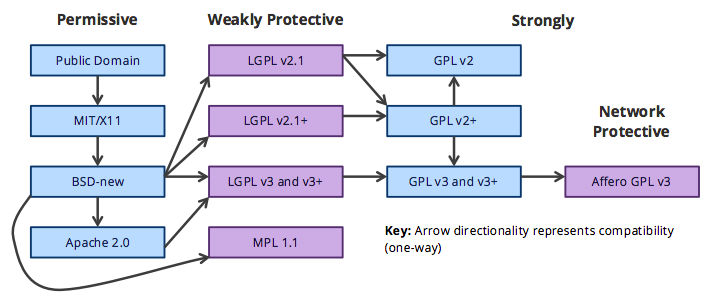 Permissive
Weakly Protective
Strongly
Public Domain
LGPL v2.1
GPL v2
MIT/X11
LGPL v2.1+
GPL v2+
Network
Protective
BSD-new
LGPL v3 and v3+
GPL v3 and v3+
Affero GPL v3
Apache 2.0
MPL 1.1
Key: Arrow directionality represents compatibility
(one-way)